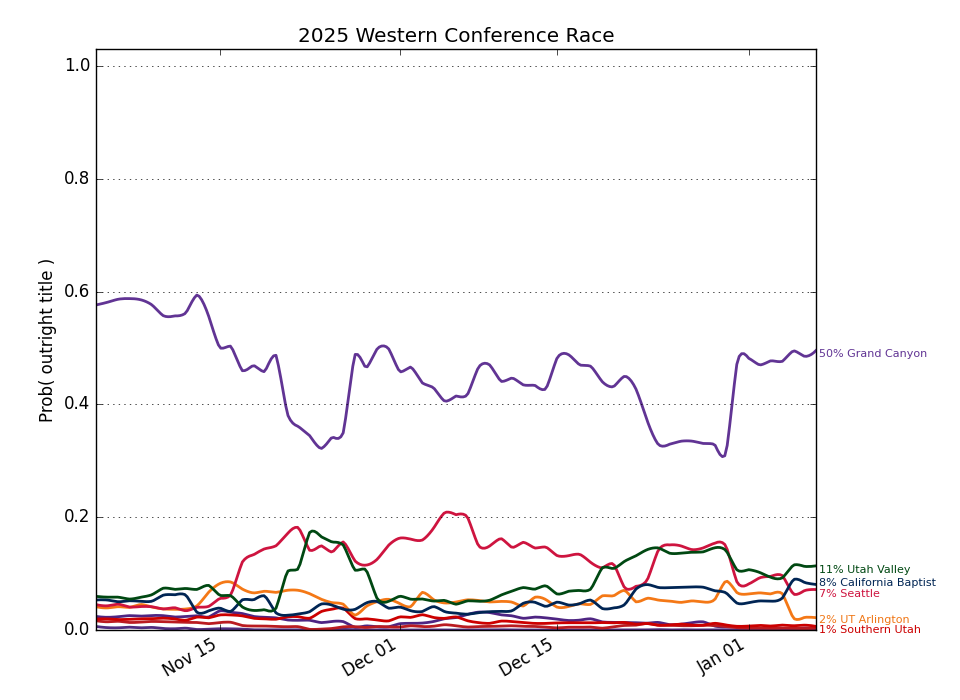 2025 Western Conference Race
1.0
0.8
0.6
0.4
0.2
0.0
Prob( outright title )
50% Grand Canyon
11% Utah Valley
8% California Baptist
7% Seattle
2% UT Arlington
1% Southern Utah
Nov 15
Dec 01
Dec 15
Jan 01